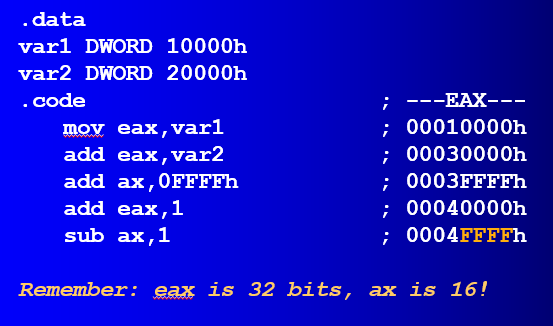 .data
var1 DWORD 10000h
var2 DWORD 20000h
.code ; ---EAX---
mov eax,var1 ; 00010000h
add eax,var2 ; 00030000h
add ax,0FFFFh ; 0003FFFFh
add eax,1 ; 00040000h
sub ax,1 ; 0004FFFFh
Remember: eax is 32 bits, ax is 16!